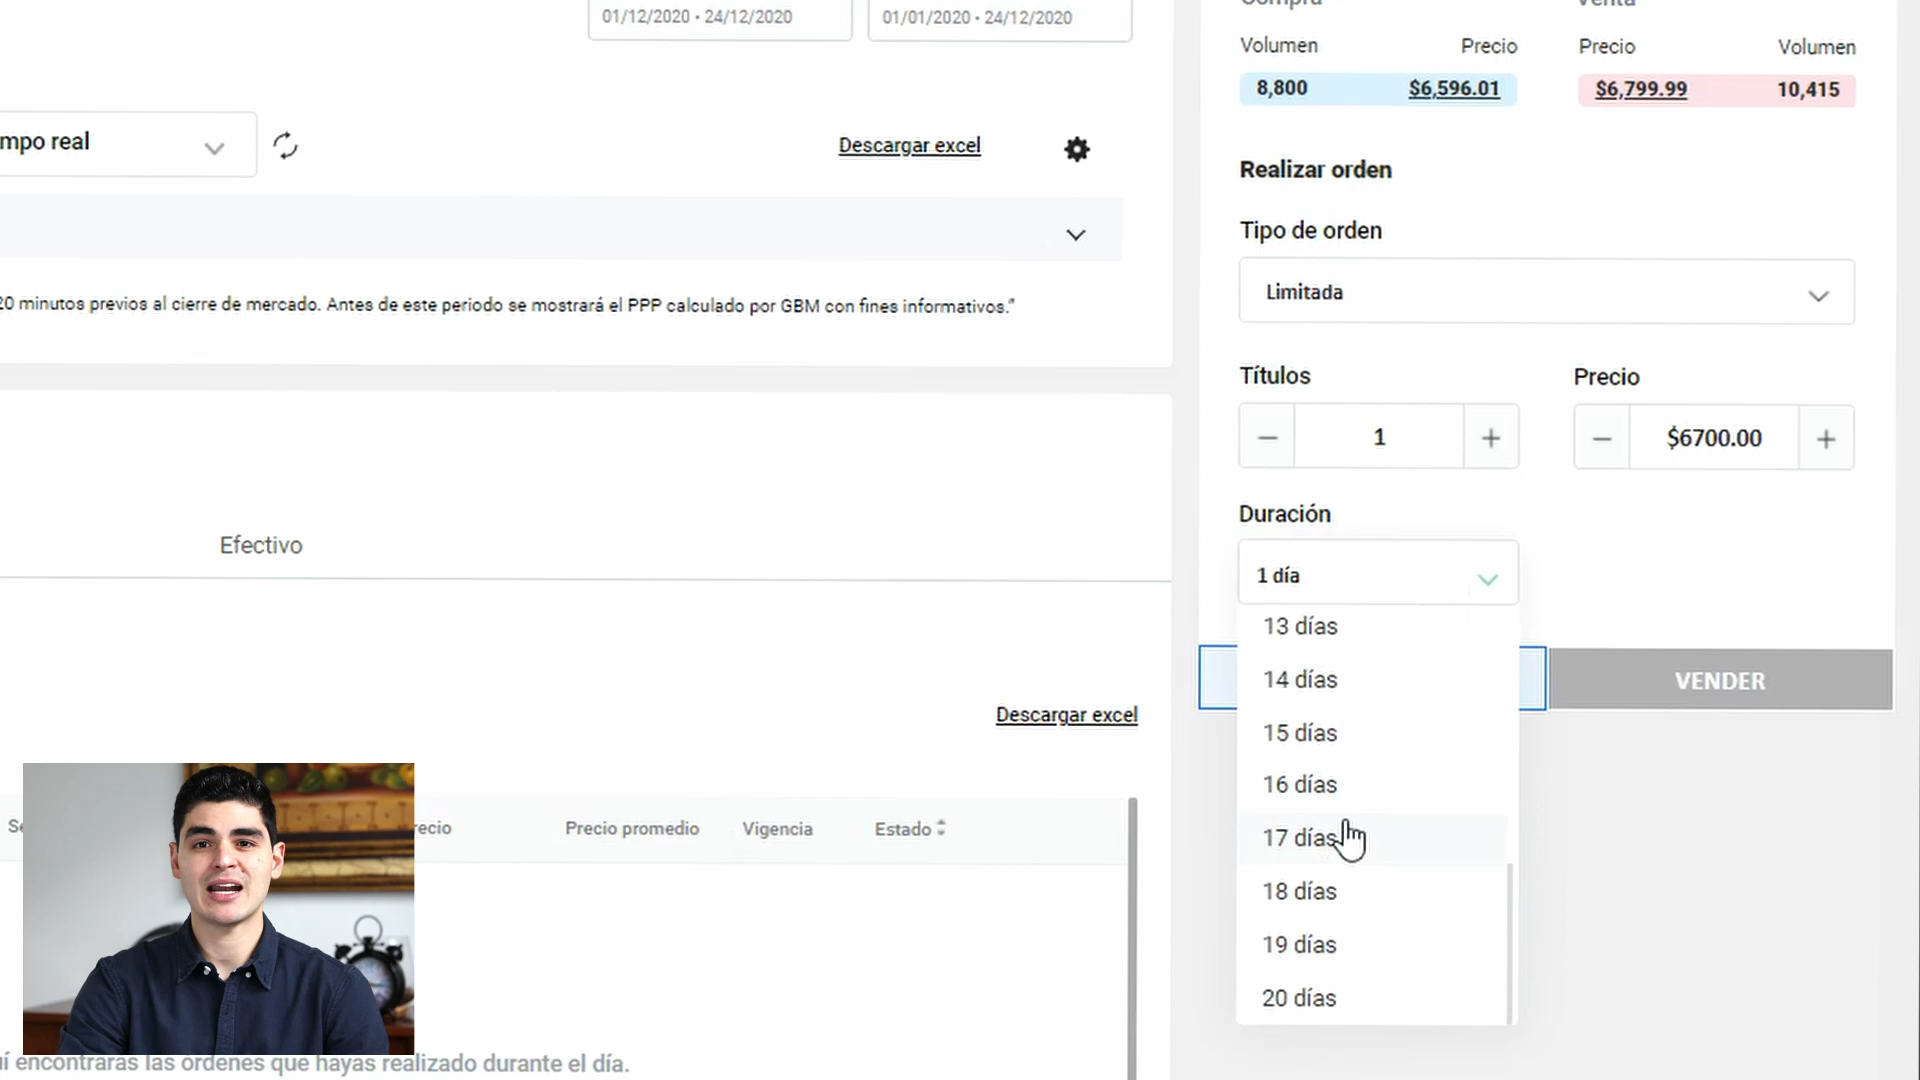 01/12/2020 • 24/12/2020
01/01/2020 • 24/12/2020
mpo real
Descargar excel
20 minutos previos al cierre de mercado. Antes de este periodo se mostrará el PPP calculado por GBM con fines informativos."
Efectivo
Descargar excel
Precio promedio
Vigencia
Estado
encontraras las ordenes que hayas realizado durante el día.
Compra
Venta
Volumen
Precio
Precio
Volumen
8,800
$6,596.01
$6,799.99
10,415
Realizar orden
Tipo de orden
Limitada
Títulos
Precio
1
$6700.00
Duración
1 día
13 días
14 días
15 días
16 días
17 días
18 días
19 días
20 días
VENDER